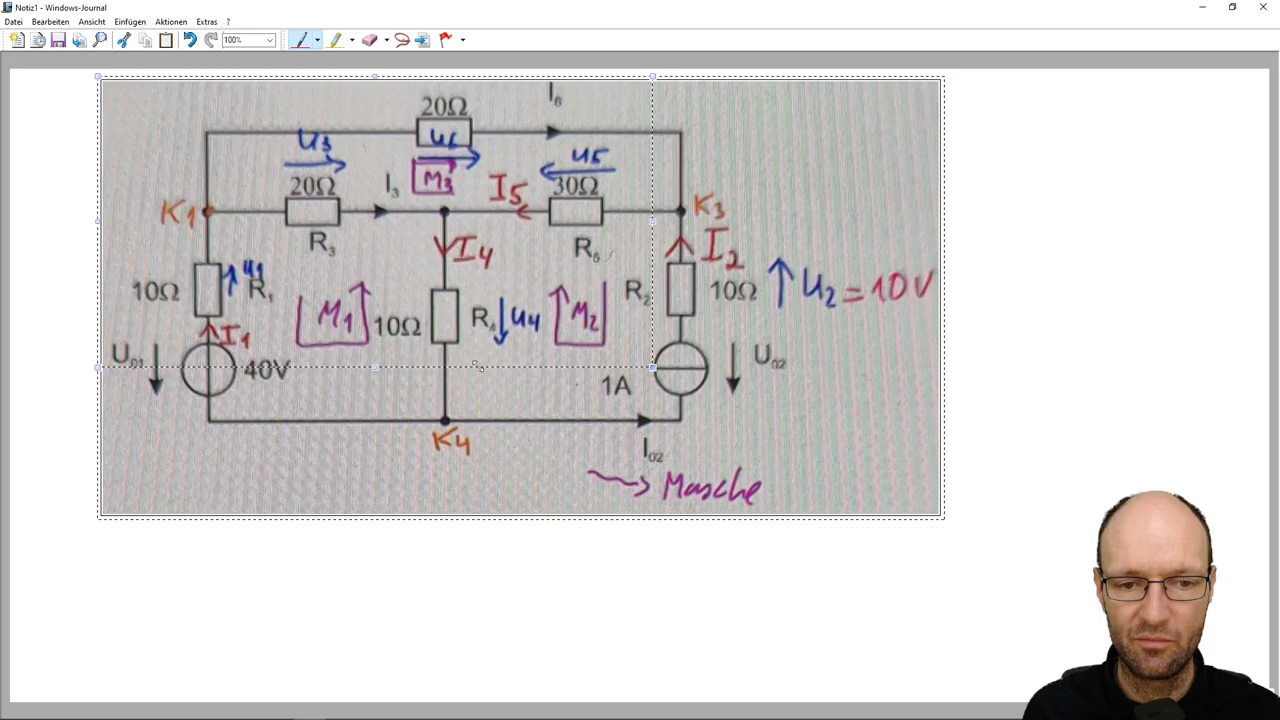 Notiz1 - Windows-Journal
Datei Bearbeiten Ansicht Einfügen Aktionen Extras ?
100%
20Ω
I6
U3
U6
U5
M3
20Ω
I3
I5
30Ω
K1
K3
R3
R5
I4
I2
U1
10Ω
R1
M1
10Ω
R4
U4
M2
R2
10Ω
U2 = 10V
I1
U01
40V
1A
U02
K4
I02
Masche